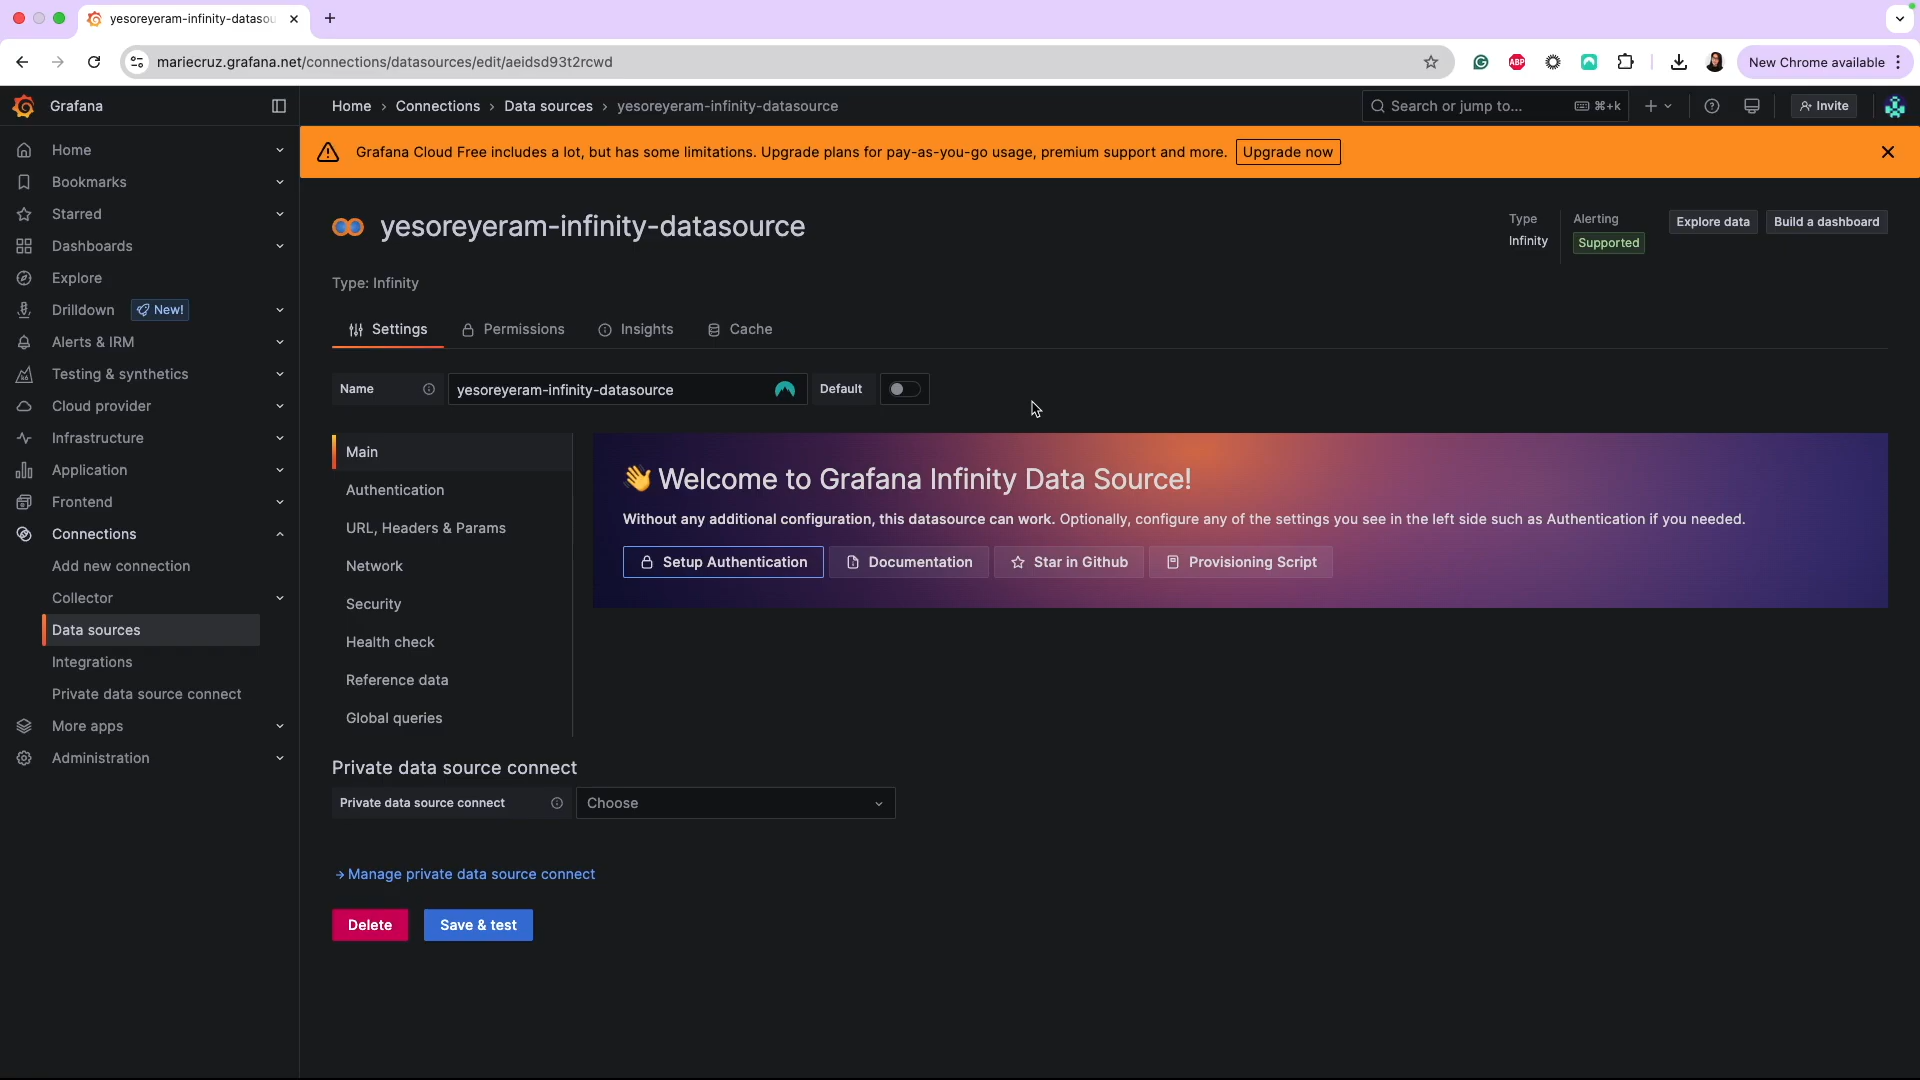 yesoreyeram-infinity-datasou
New Chrome available
mariecruz.grafana.net/connections/datasources/edit/aeidsd93t2rcwd
ABP
Grafana
Home › Connections › Data sources › yesoreyeram-infinity-datasource
Search or jump to...
⌘+k
Invite
Grafana Cloud Free includes a lot, but has some limitations. Upgrade plans for pay-as-you-go usage, premium support and more.
Upgrade now
Home
Bookmarks
Starred
Dashboards
Explore
Drilldown
New!
Alerts & IRM
Testing & synthetics
Cloud provider
Infrastructure
Application
Frontend
Connections
Add new connection
Collector
Data sources
Integrations
Private data source connect
More apps
Administration
yesoreyeram-infinity-datasource
Type: Infinity
Type
Infinity
Alerting
Supported
Explore data
Build a dashboard
Settings
Permissions
Insights
Cache
Name
yesoreyeram-infinity-datasource
Default
Main
Authentication
URL, Headers & Params
Network
Security
Health check
Reference data
Global queries
👋 Welcome to Grafana Infinity Data Source!
Without any additional configuration, this datasource can work. Optionally, configure any of the settings you see in the left side such as Authentication if you needed.
Setup Authentication
Documentation
Star in Github
Provisioning Script
Private data source connect
Private data source connect
Choose
→ Manage private data source connect
Delete
Save & test